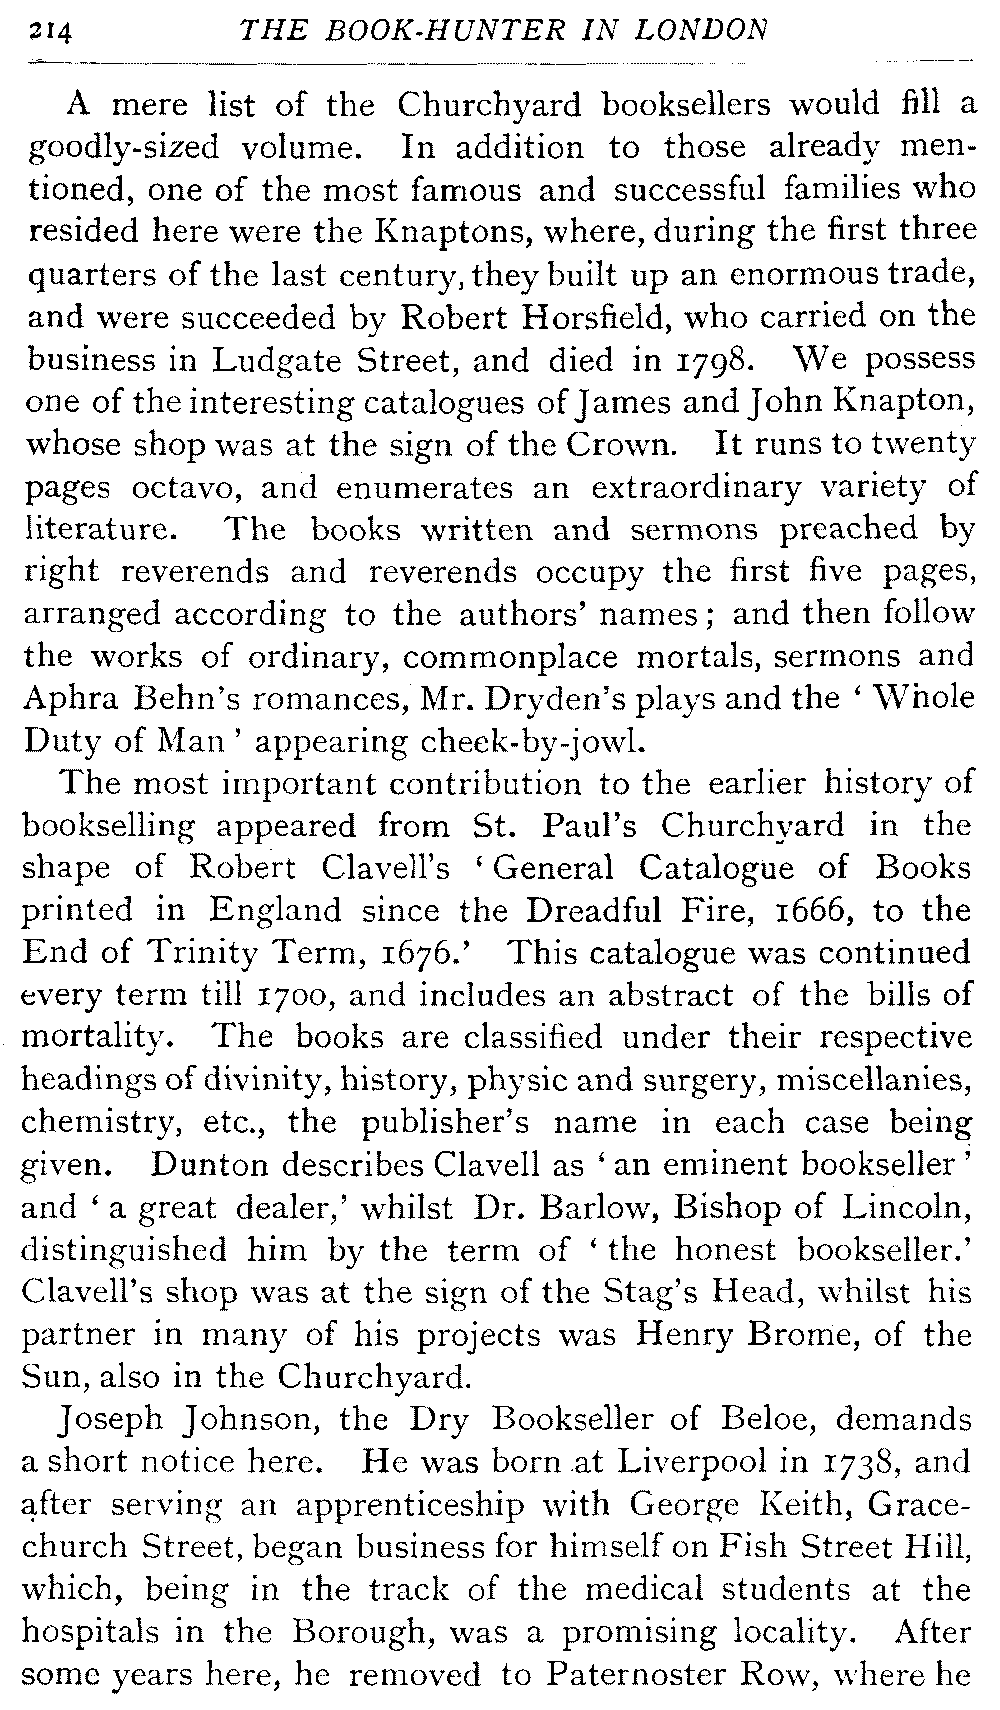 214 THE BOOK-HUNTER IN LONDON
A mere list of the Churchyard booksellers would fill a
goodly-sized volume. In addition to those already men-
tioned, one of the most famous and successful families who
resided here were the Knaptons, where, during the first three
quarters of the last century, they built up an enormous trade,
and were succeeded by Robert Horsfield, who carried on the
business in Ludgate Street, and died in 1798. We possess
one of the interesting catalogues of James and John Knapton,
whose shop was at the sign of the Crown. It runs to twenty
pages octavo, and enumerates an extraordinary variety of
literature. The books written and sermons preached by
right reverends and reverends occupy the first five pages,
arranged according to the authors' names; and then follow
the works of ordinary, commonplace mortals, sermons and
Aphra Behn's romances, Mr. Dryden's plays and the ' Whole
Duty of Man ' appearing cheek-by-jowl.
The most important contribution to the earlier history of
bookselling appeared from St. Paul's Churchyard in the
shape of Robert Clavell's ' General Catalogue of Books
printed in England since the Dreadful Fire, 1666, to the
End of Trinity Term, 1676.' This catalogue was continued
every term till 1700, and includes an abstract of the bills of
mortality. The books are classified under their respective
headings of divinity, history, physic and surgery, miscellanies,
chemistry, etc., the publisher's name in each case being
given. Dunton describes Clavell as ' an eminent bookseller '
and ' a great dealer,' whilst Dr. Barlow, Bishop of Lincoln,
distinguished him by the term of ' the honest bookseller.'
Clavell's shop was at the sign of the Stag's Head, whilst his
partner in many of his projects was Henry Brome, of the
Sun, also in the Churchyard.
Joseph Johnson, the Dry Bookseller of Beloe, demands
a short notice here. He was born at Liverpool in 1738, and
after serving an apprenticeship with George Keith, Grace-
church Street, began business for himself on Fish Street Hill,
which, being in the track of the medical students at the
hospitals in the Borough, was a promising locality. After
some years here, he removed to Paternoster Row, where he